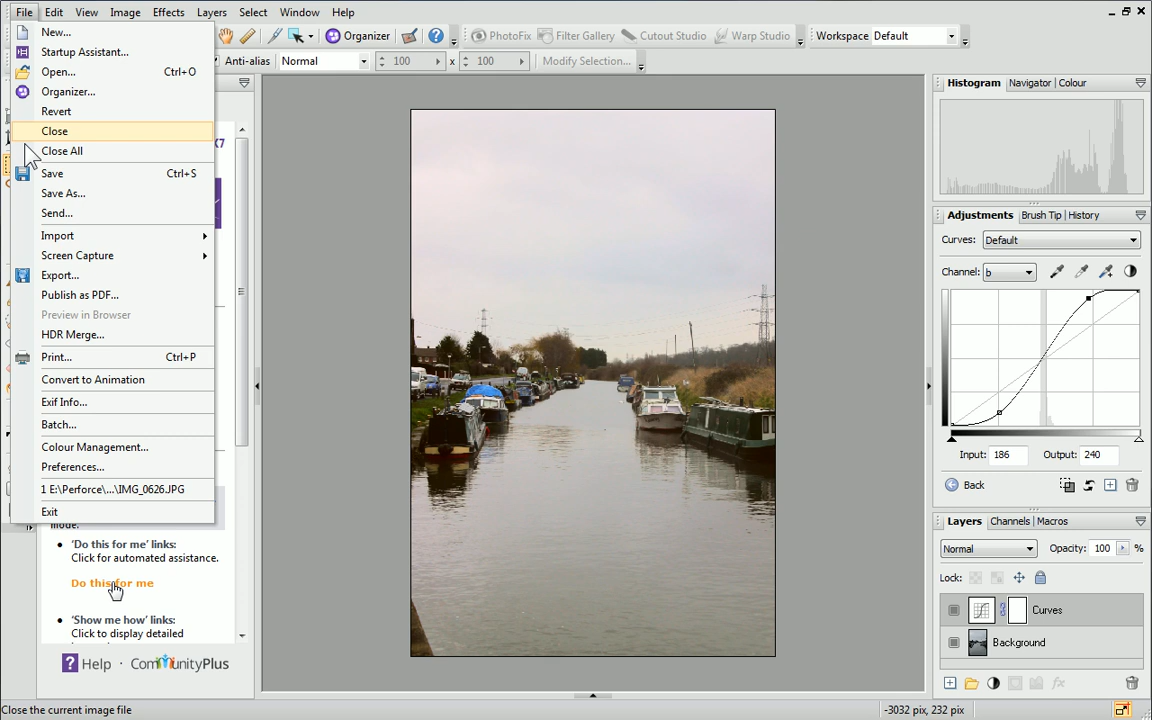 File Edit View Image Effects Layers Select Window Help
Organizer PhotoFix Filter Gallery Cutout Studio Warp Studio Workspace Default
Anti-alias Normal 100 x 100 Modify Selection...
New...
Startup Assistant...
Open... Ctrl+O
Organizer...
Revert
Close
Close All
Save Ctrl+S
Save As...
Send...
Import
Screen Capture
Export...
Publish as PDF...
Preview in Browser
HDR Merge...
Print... Ctrl+P
Convert to Animation
Exif Info...
Batch...
Colour Management...
Preferences...
1 E:\Perforce\...\IMG_0626.JPG
Exit
X7
mode.
'Do this for me' links:
Click for automated assistance.
Do this for me
'Show me how' links:
Click to display detailed
? Help · CommunityPlus
Histogram Navigator | Colour
Adjustments Brush Tip | History
Curves: Default
Channel: b
Input: 186 Output: 240
Back
Layers Channels | Macros
Normal Opacity: 100 %
Lock:
Curves
Background
Close the current image file
-3032 pix, 232 pix